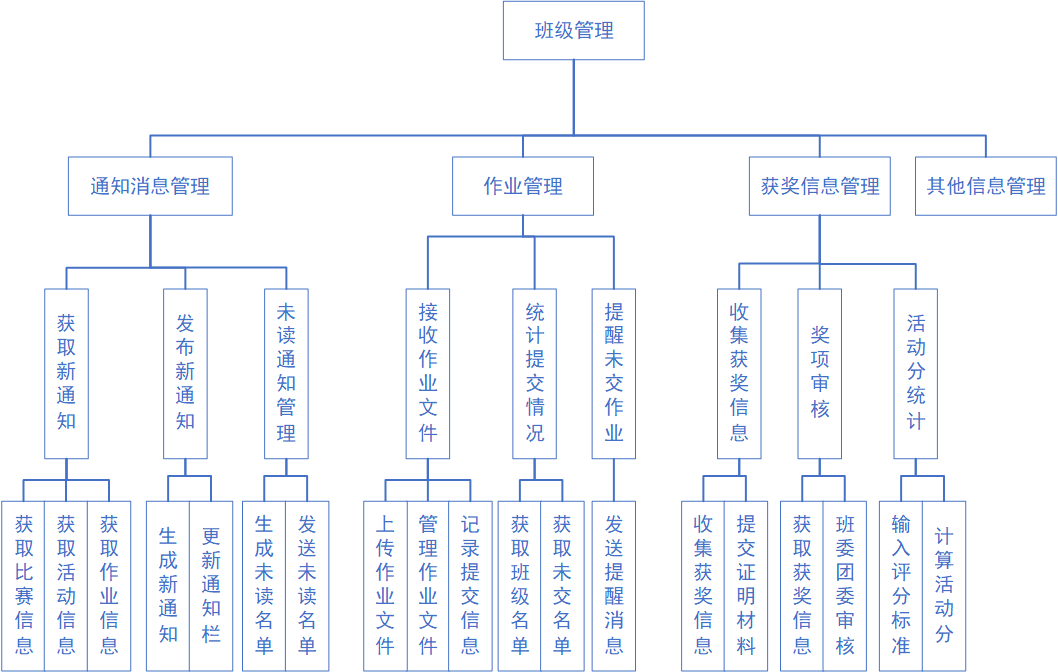 班级管理
通知消息管理
作业管理
获奖信息管理
其他信息管理
获取新通知
发布新通知
未读通知管理
接收作业文件
统计提交情况
提醒未交作业
收集获奖信息
奖项审核
活动分统计
获取比赛信息
获取活动信息
获取作业信息
生成新通知
更新通知栏
生成未读名单
发送未读名单
上传作业文件
管理作业文件
记录提交信息
获取班级名单
获取未交名单
发送提醒消息
收集获奖信息
提交证明材料
获取获奖信息
班委团委审核
输入评分标准
计算活动分